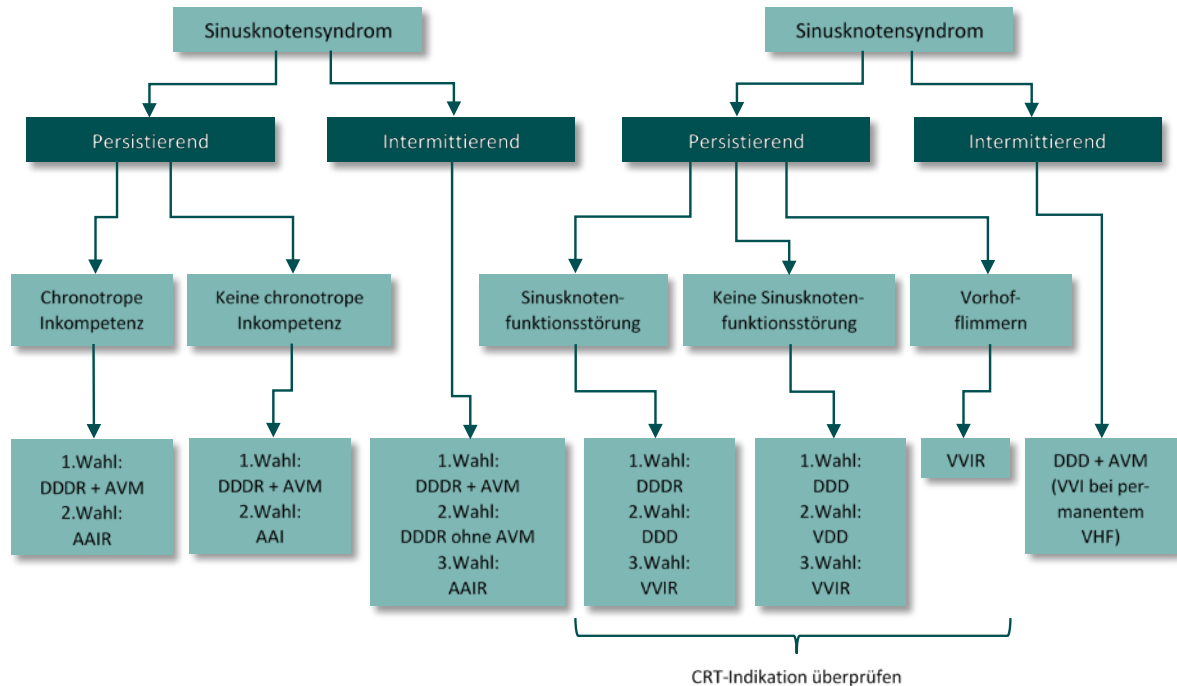 Sinusknotensyndrom
Sinusknotensyndrom
Persistierend
Intermittierend
Persistierend
Intermittierend
Chronotrope
Inkompetenz
Keine chronotrope
Inkompetenz
Sinusknoten-
funktionsstörung
Keine Sinusknoten-
funktionsstörung
Vorhof-
flimmern
1.Wahl:
DDDR + AVM
2.Wahl:
AAIR
1.Wahl:
DDDR + AVM
2.Wahl:
AAI
1.Wahl:
DDDR + AVM
2.Wahl:
DDDR ohne AVM
3.Wahl:
AAIR
1.Wahl:
DDDR
2.Wahl:
DDD
3.Wahl:
VVIR
1.Wahl:
DDD
2.Wahl:
VDD
3.Wahl:
VVIR
VVIR
DDD + AVM
(VVI bei per-
manentem
VHF)
CRT-Indikation überprüfen